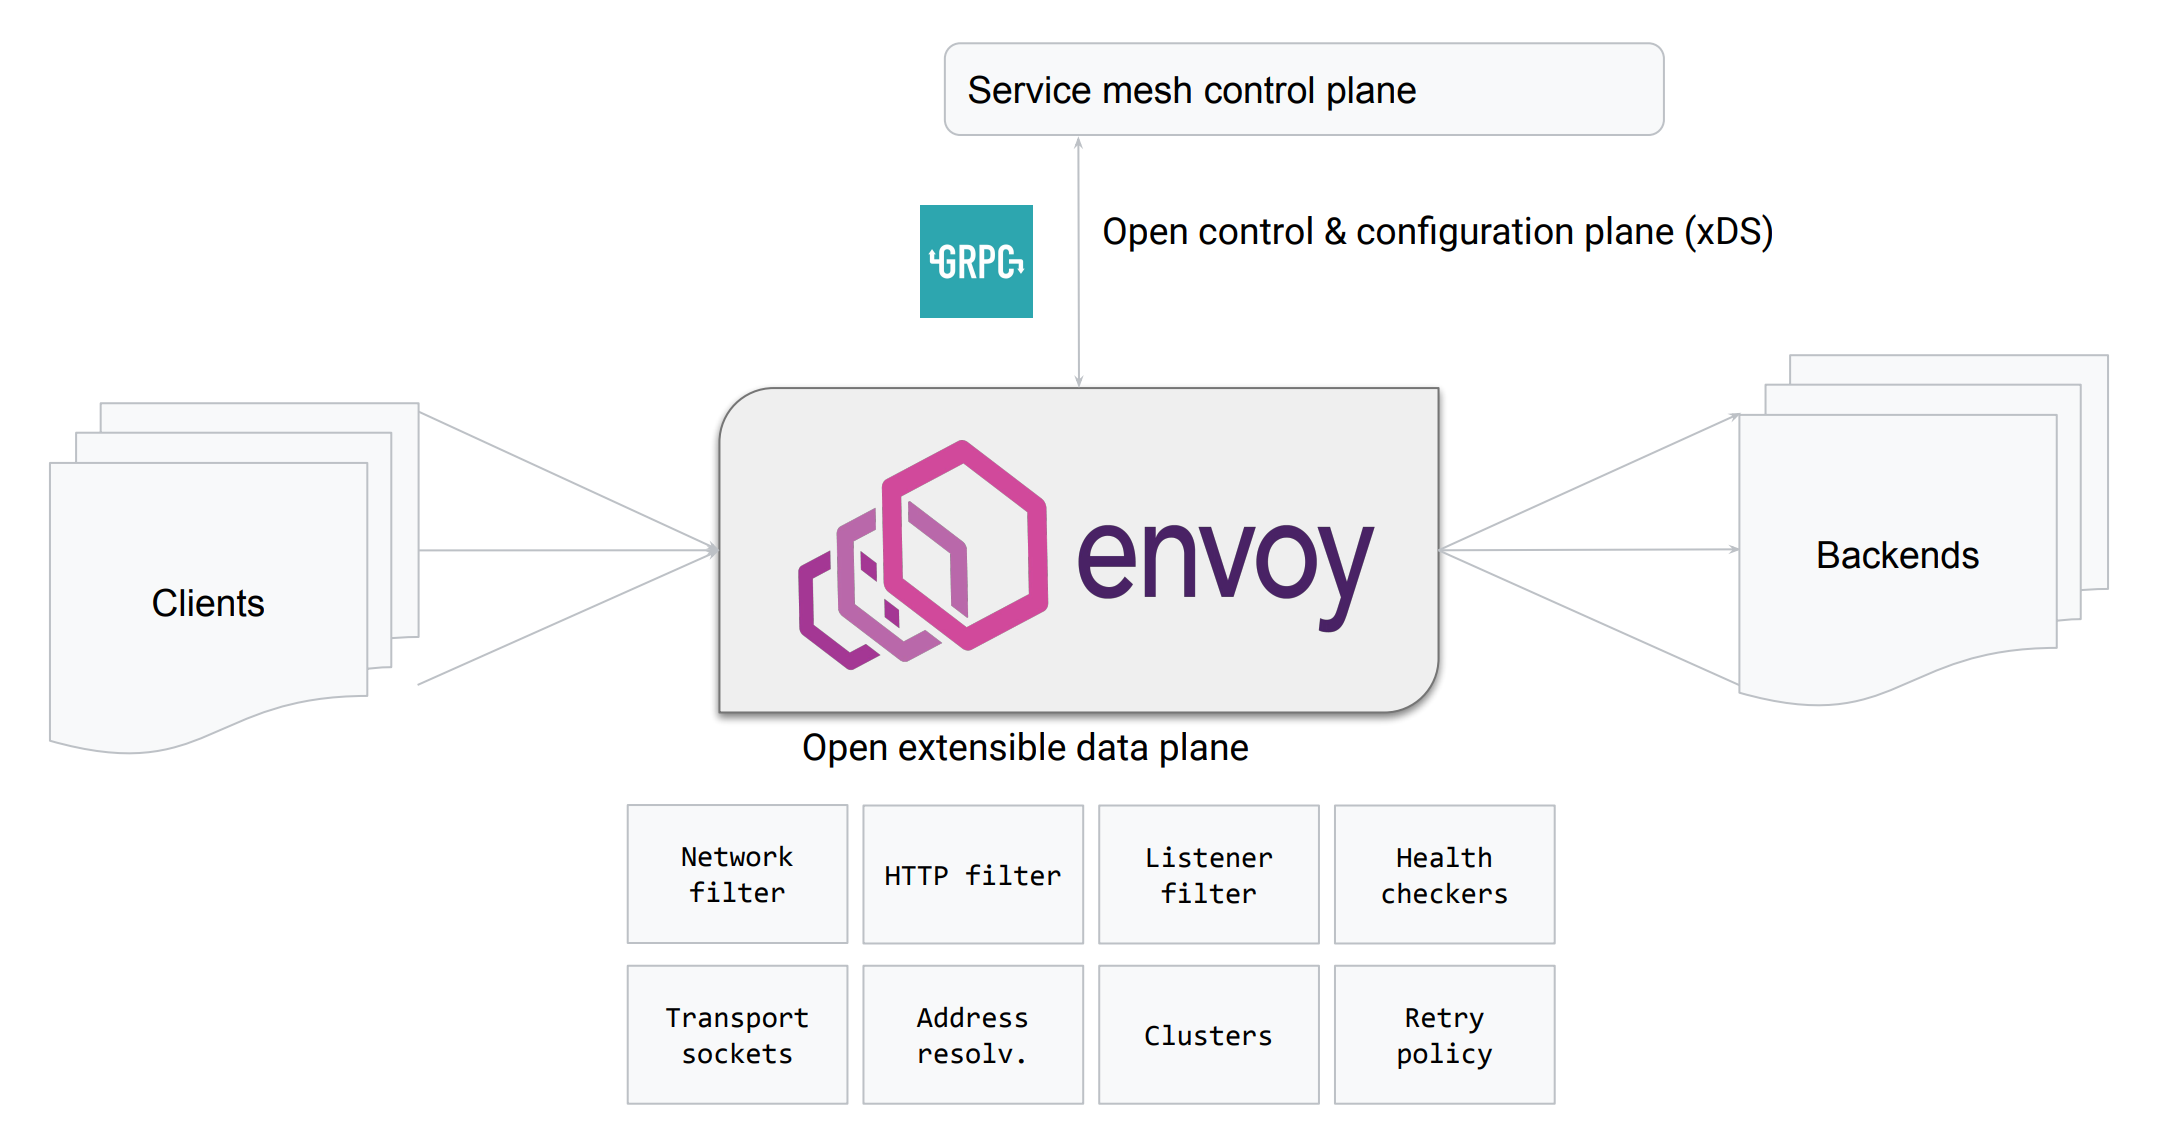 Service mesh control plane
GRPC
Open control & configuration plane (xDS)
Clients
envoy
Backends
Open extensible data plane
Network
filter
HTTP filter
Listener
filter
Health
checkers
Transport
sockets
Address
resolv.
Clusters
Retry
policy